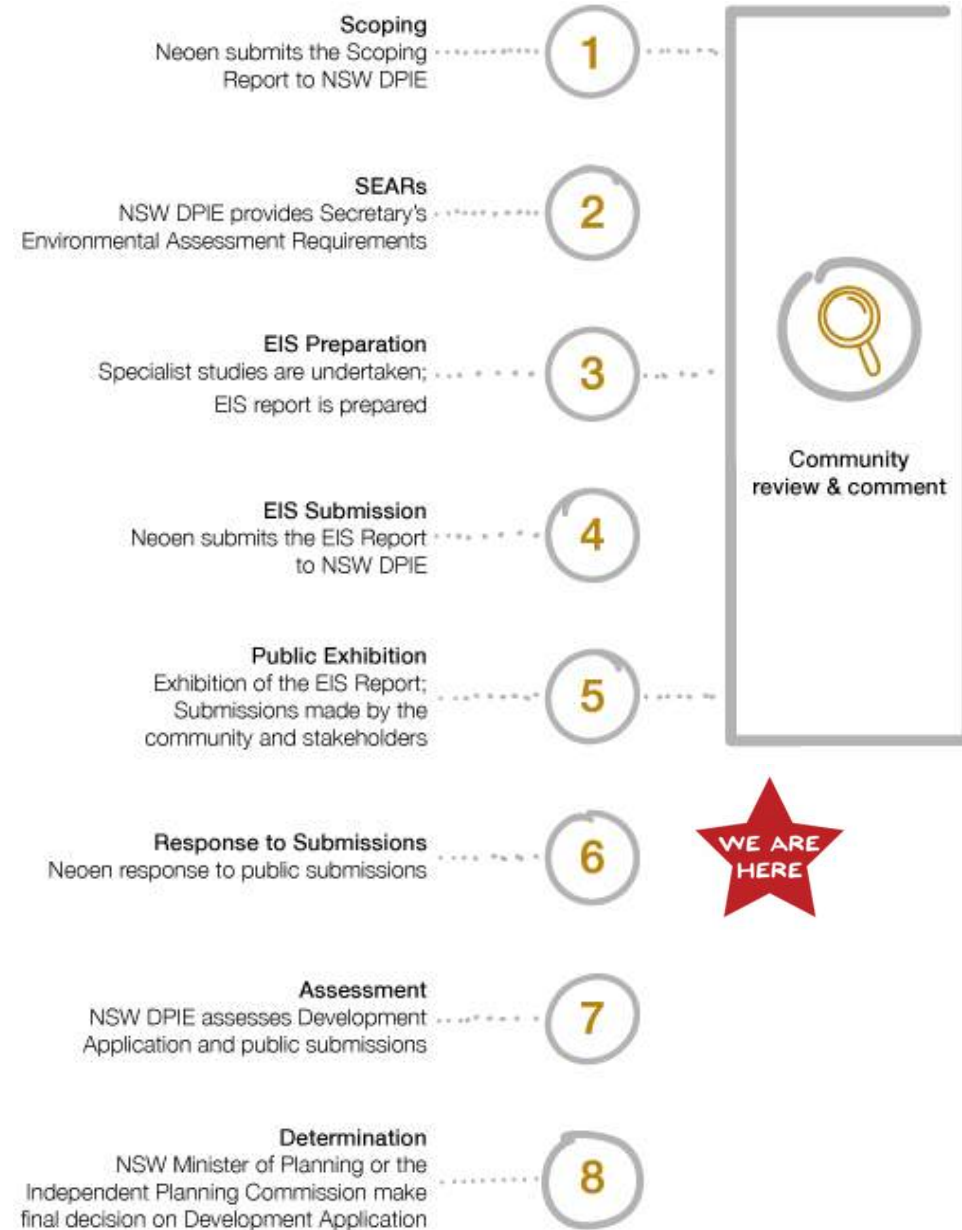 Scoping
Neoen submits the Scoping
Report to NSW DPIE
1
SEARs
NSW DPIE provides Secretary's
Environmental Assessment Requirements
2
EIS Preparation
Specialist studies are undertaken;
EIS report is prepared
3
Community
review & comment
EIS Submission
Neoen submits the EIS Report
to NSW DPIE
4
Public Exhibition
Exhibition of the EIS Report;
Submissions made by the
community and stakeholders
5
Response to Submissions
Neoen response to public submissions
6
WE ARE
HERE
Assessment
NSW DPIE assesses Development
Application and public submissions
7
Determination
NSW Minister of Planning or the
Independent Planning Commission make
final decision on Development Application
8